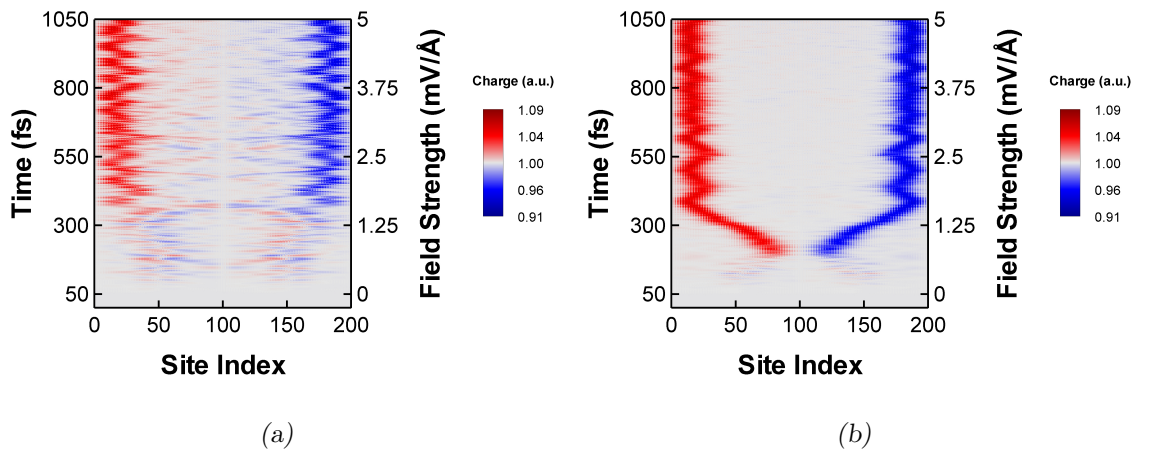 1050
800
550
300
50
Time (fs)
0 50 100 150 200
Site Index
5
3.75
2.5
1.25
0
Field Strength (mV/Å)
Charge (a.u.)
1.09
1.04
1.00
0.96
0.91
(a)
1050
800
550
300
50
Time (fs)
0 50 100 150 200
Site Index
5
3.75
2.5
1.25
0
Field Strength (mV/Å)
Charge (a.u.)
1.09
1.04
1.00
0.96
0.91
(b)